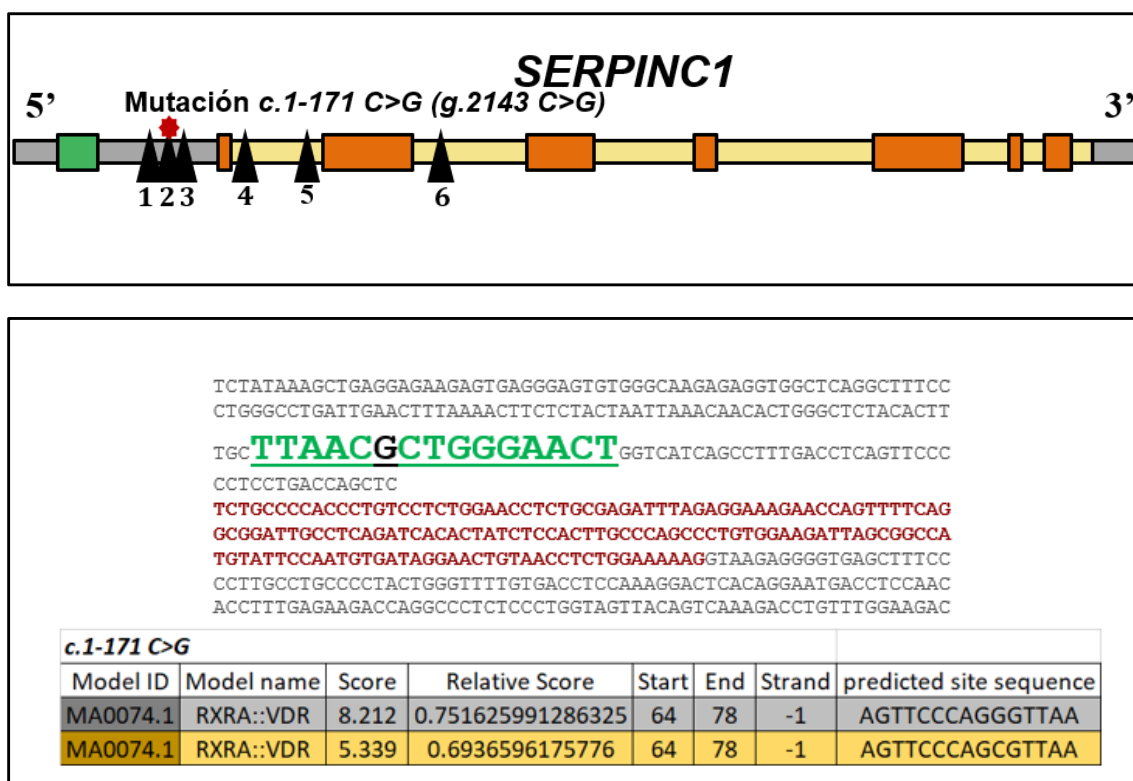 SERPINC1
Mutación c.1-171 C>G (g.2143 C>G)
5’ 3’
1 2 3 4 5 6
TCTATAAAGCTGAGGAGAAGAGTGAGGGAGTGTGGGCAAGAGAGGTGGCTCAGGCTTTCC
CTGGGCCTGATTGAACTTTAAAACTTCTCTACTAATTAAACAACACTGGGCTCTACACTT
TGCTTAACGCTGGGAACTGGTCATCAGCCTTTGACCTCAGTTCCC
CCTCCTGACCAGCTC
TCTGCCCCACCCTGTCCTCTGGAACCTCTGCGAGATTTAGAGGAAAGAACCAGTTTTCAG
GCGGATTGCCTCAGATCACACTATCTCCACTTGCCCAGCCCTGTGGAAGATTAGCGGCCA
TGTATTCCAATGTGATAGGAACTGTAACCTCTGGAAAAAGGTAAGAGGGGTGAGCTTTCC
CCTTGCCTGCCCCTACTGGGTTTTGTGACCTCCAAAGGACTCACAGGAATGACCTCCAAC
ACCTTTGAGAAGACCAGGCCCTCTCCCTGGTAGTTACAGTCAAAGACCTGTTTGGAAGAC
c.1-171 C>G
Model ID Model name Score Relative Score Start End Strand predicted site sequence
MA0074.1 RXRA::VDR 8.212 0.751625991286325 64 78 -1 AGTTCCCAGGGTTAA
MA0074.1 RXRA::VDR 5.339 0.6936596175776 64 78 -1 AGTTCCCAGCGTTAA